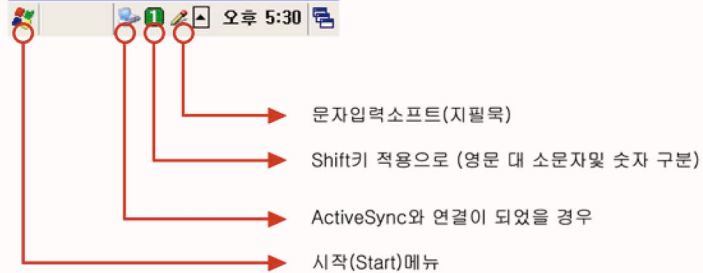 1 오후 5:30
문자입력소프트(지필묵)
Shift키 적용으로 (영문 대 소문자및 숫자 구분)
ActiveSync와 연결이 되었을 경우
시작(Start)메뉴